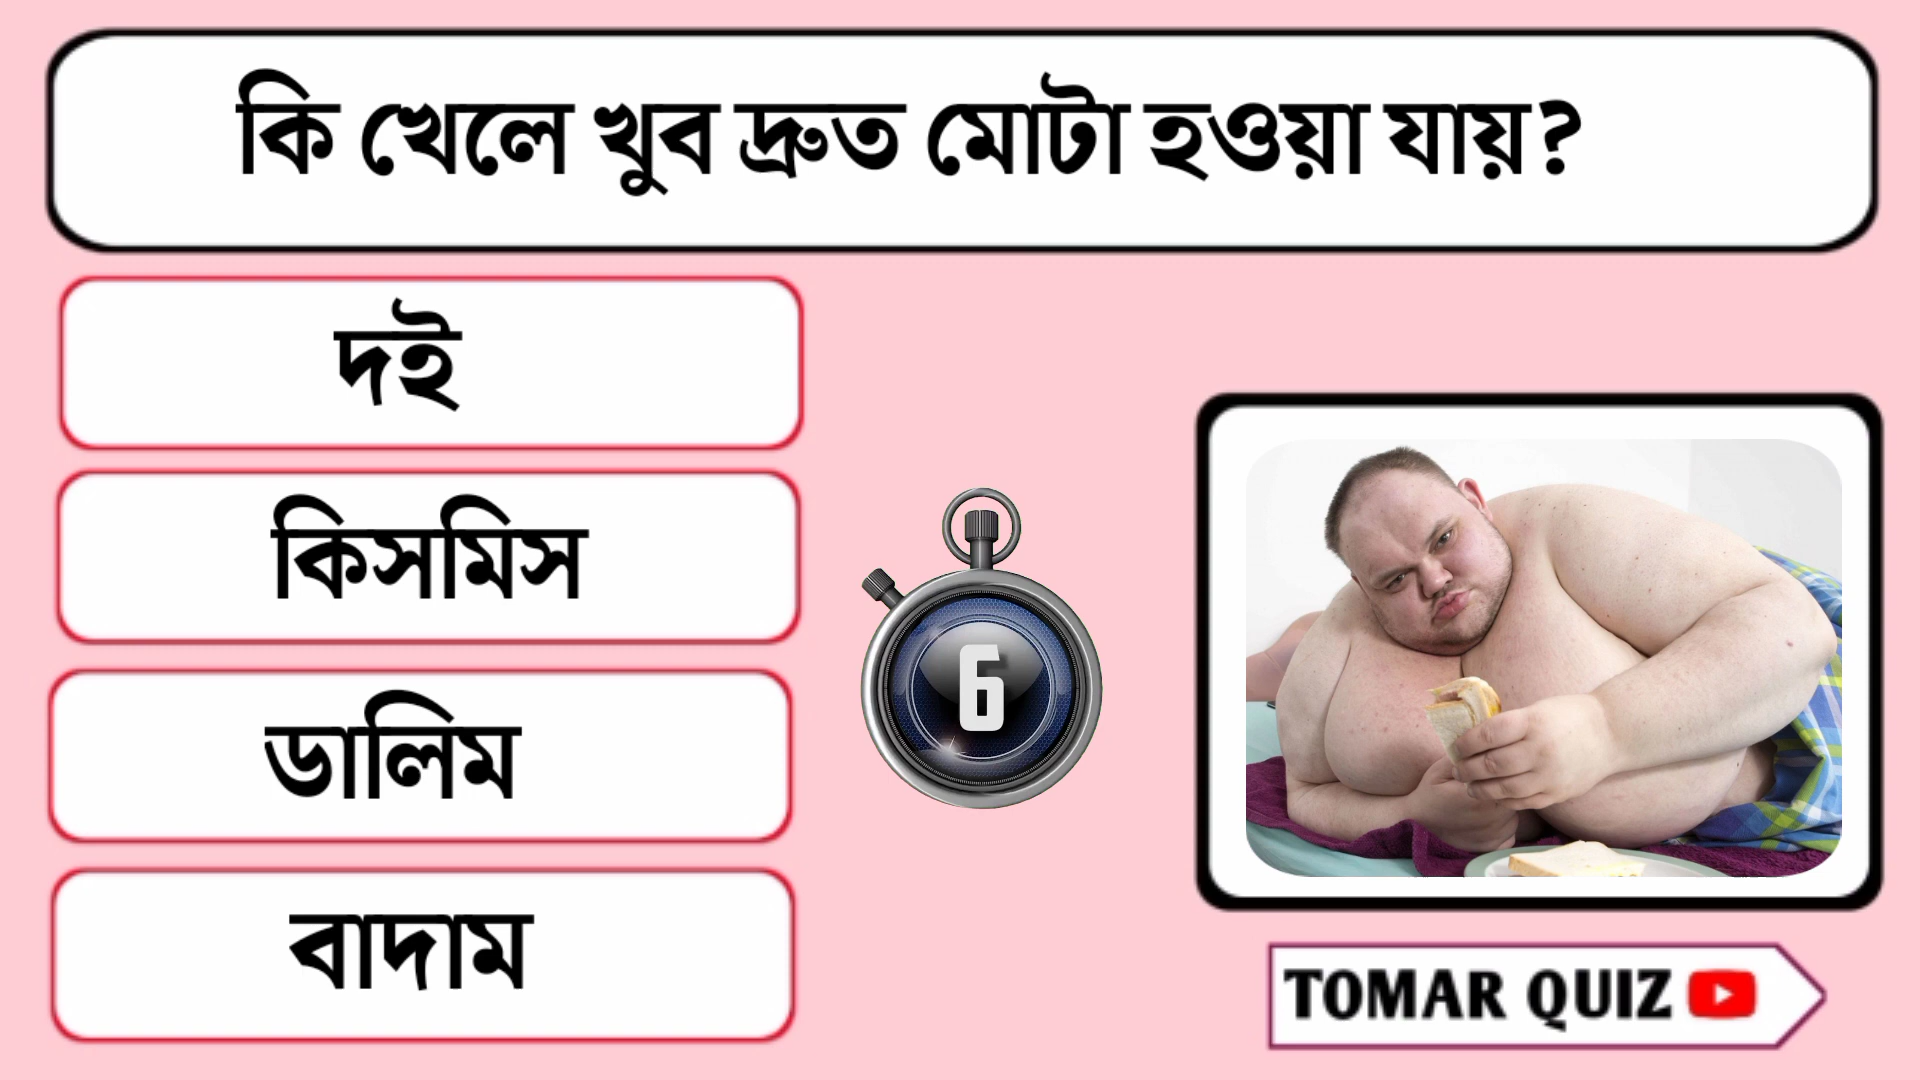 কি খেলে খুব দ্রুত মোটা হওয়া যায়?
দই
কিসমিস
ডালিম
বাদাম
6
TOMAR QUIZ